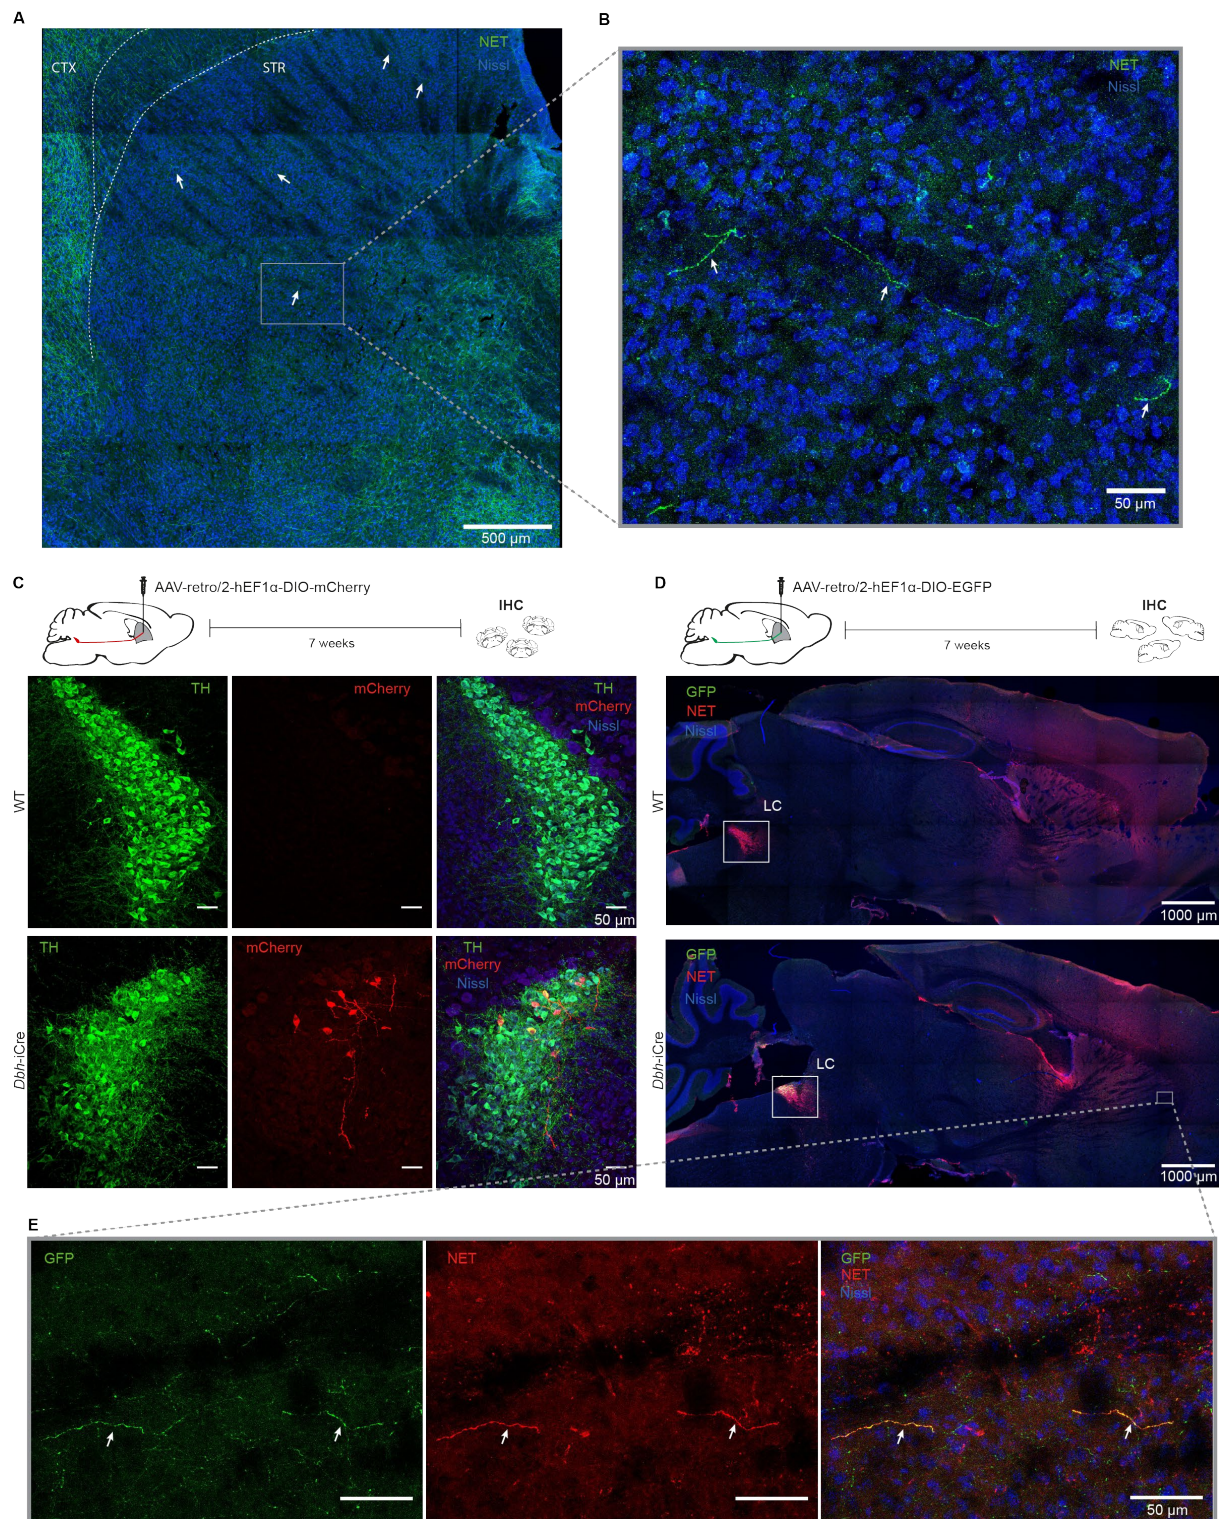 A
CTX
STR
NET
Nissl
500 µm
B
NET
Nissl
50 µm
C
AAV-retro/2-hEF1α-DIO-mCherry
7 weeks
IHC
WT
TH
mCherry
TH
mCherry
Nissl
50 µm
Dbh-iCre
TH
mCherry
TH
mCherry
Nissl
50 µm
D
AAV-retro/2-hEF1α-DIO-EGFP
7 weeks
IHC
WT
GFP
NET
Nissl
LC
1000 µm
Dbh-iCre
GFP
NET
Nissl
LC
1000 µm
E
GFP
NET
GFP
NET
Nissl
50 µm